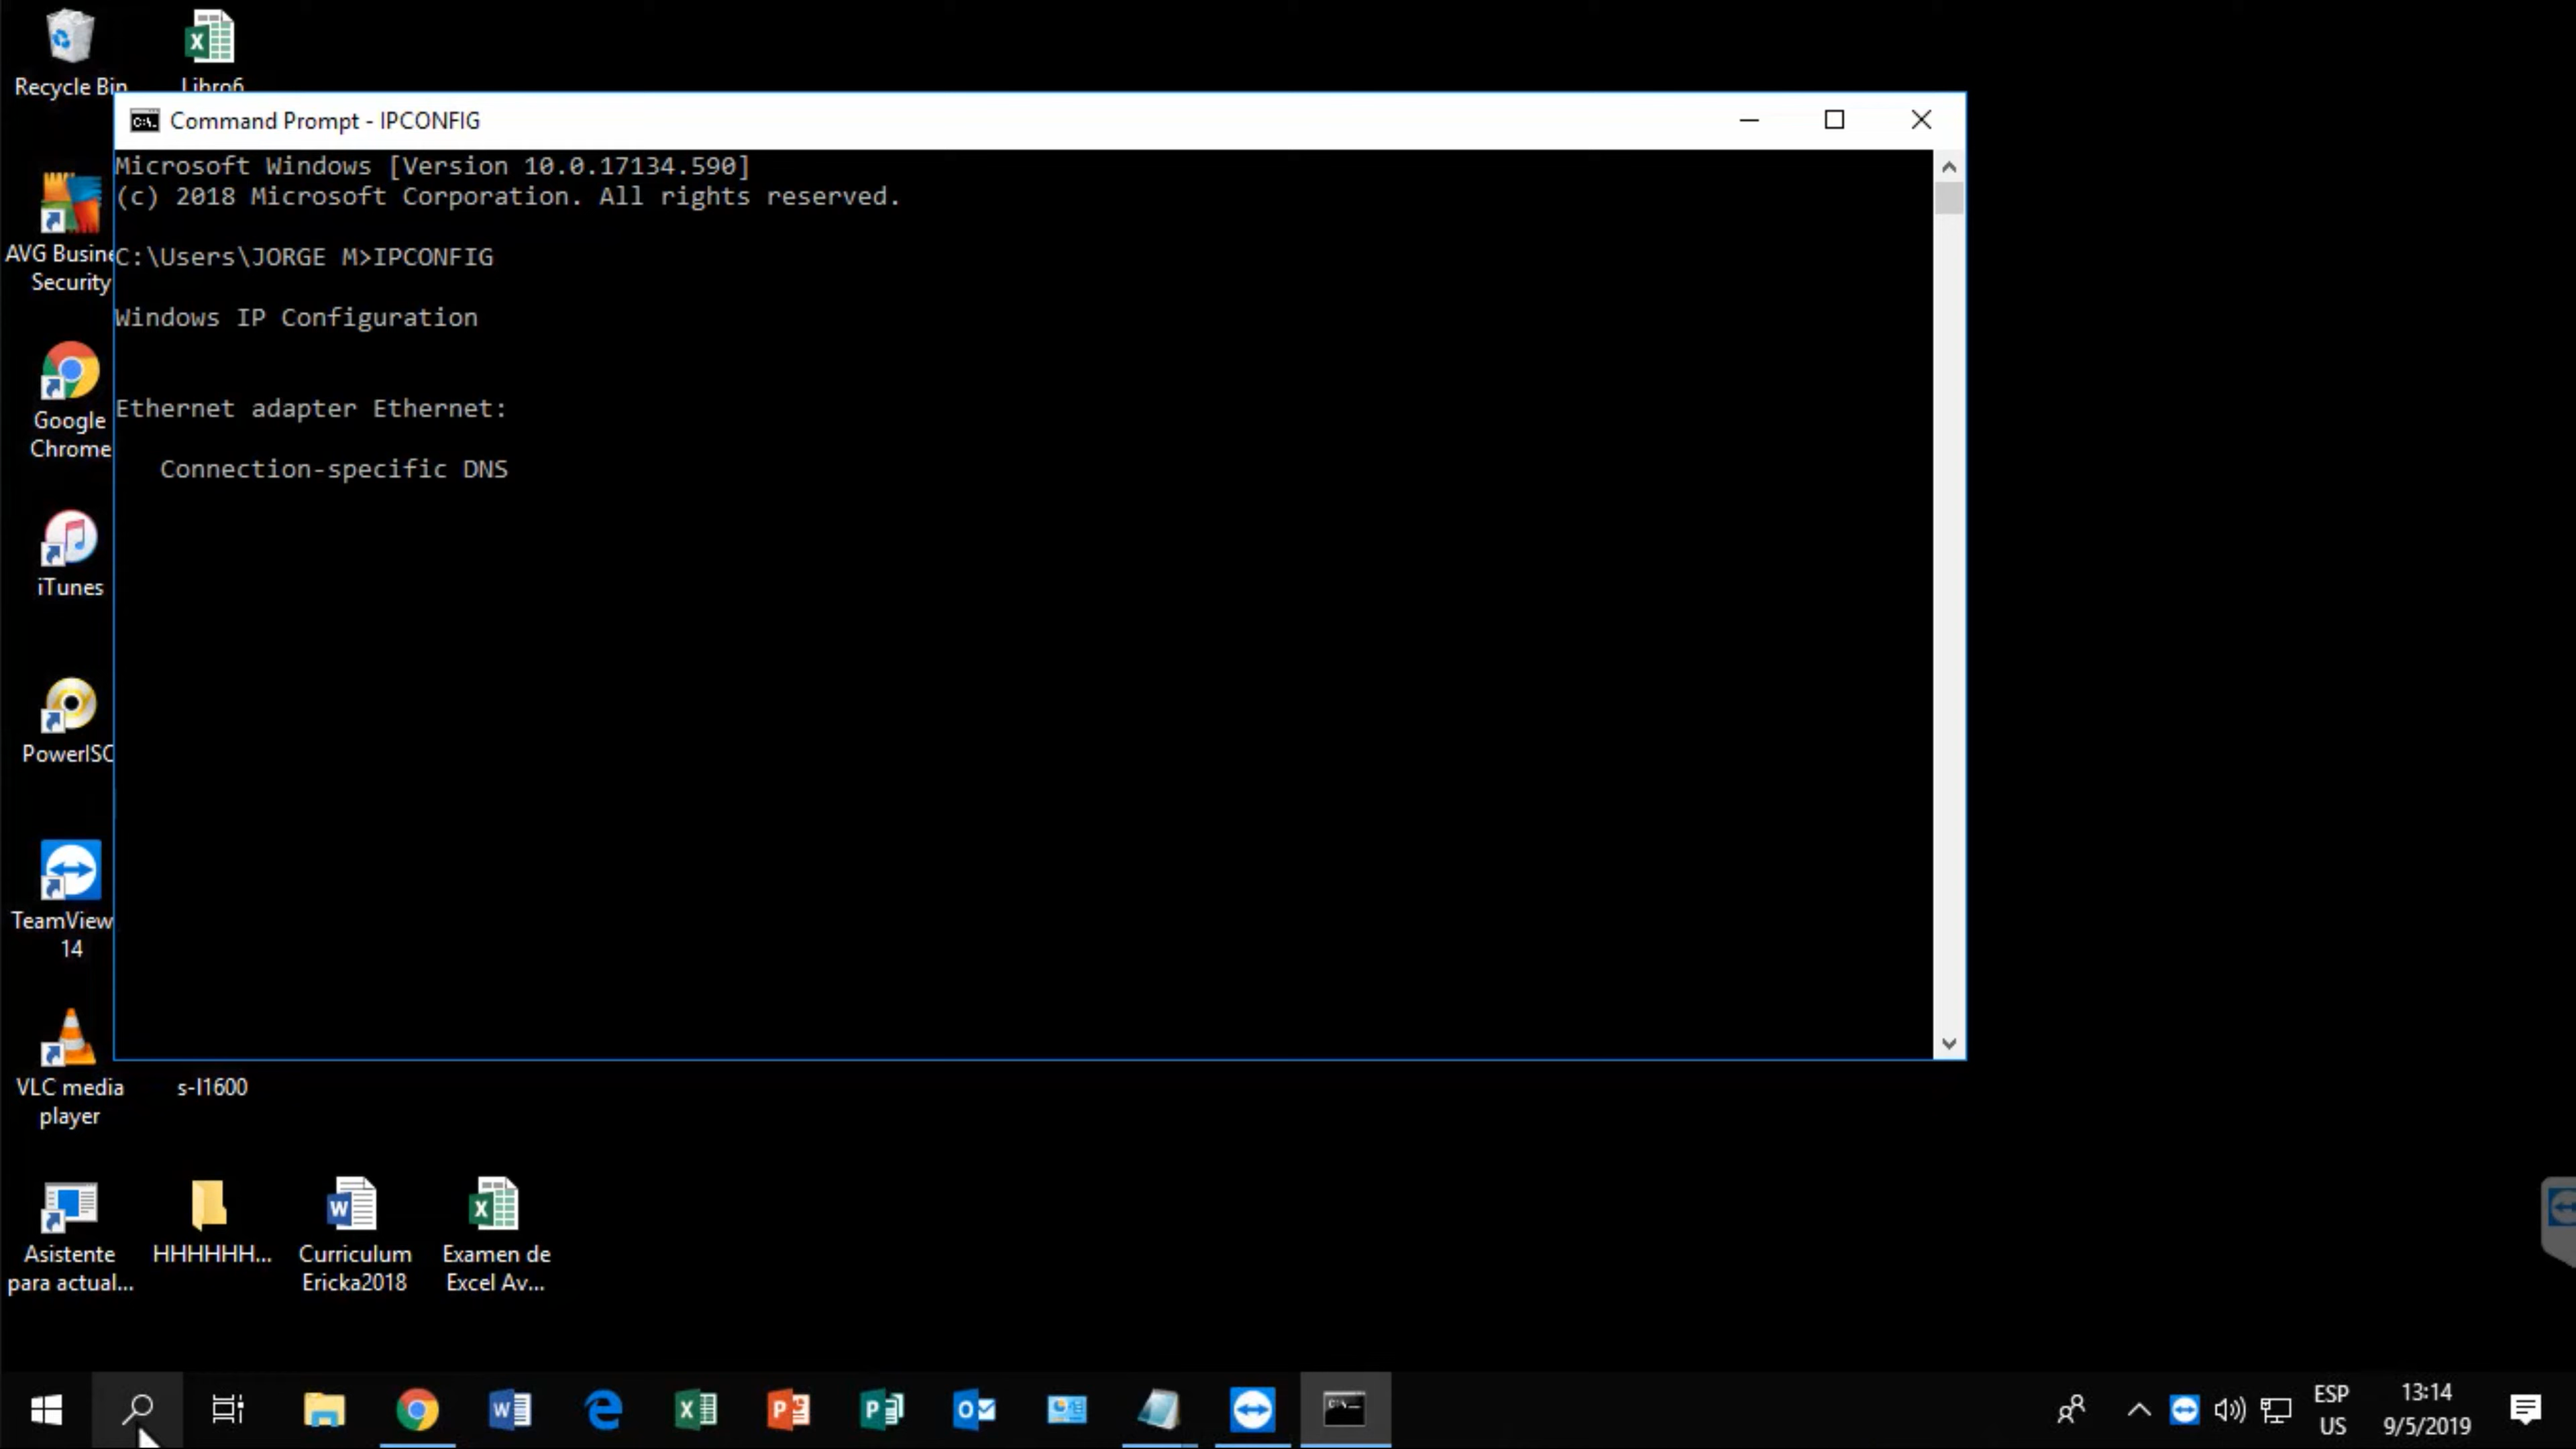 Recycle Bin
Libro6
Command Prompt - IPCONFIG
Microsoft Windows [Version 10.0.17134.590]
(c) 2018 Microsoft Corporation. All rights reserved.
C:\Users\JORGE M>IPCONFIG
Windows IP Configuration
Ethernet adapter Ethernet:
Connection-specific DNS
AVG Busine
Security
Google
Chrome
iTunes
PowerISO
TeamView
14
VLC media
player
s-I1600
Asistente
para actual...
HHHHHH...
Curriculum
Ericka2018
Examen de
Excel Av...
ESP
US
13:14
9/5/2019